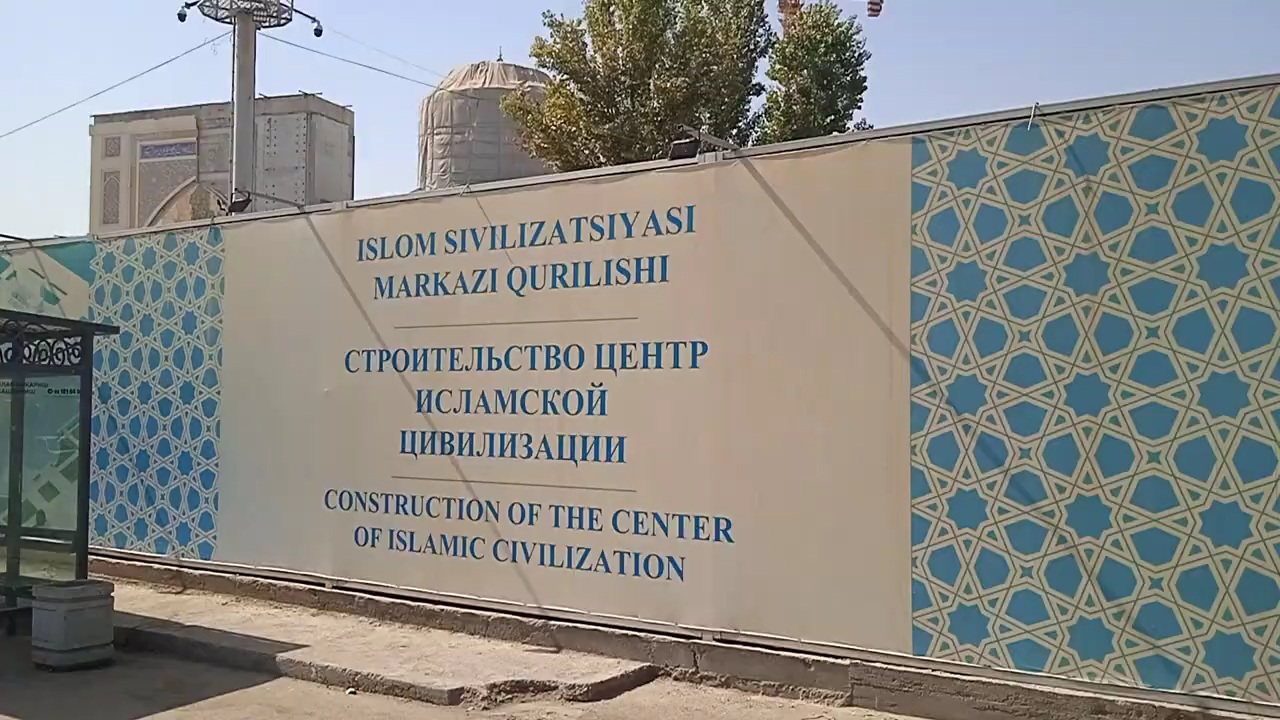 ISLOM SIVILIZATSIYASI
MARKAZI QURILISHI
СТРОИТЕЛЬСТВО ЦЕНТР
ИСЛАМСКОЙ
ЦИВИЛИЗАЦИИ
CONSTRUCTION OF THE CENTER
OF ISLAMIC CIVILIZATION